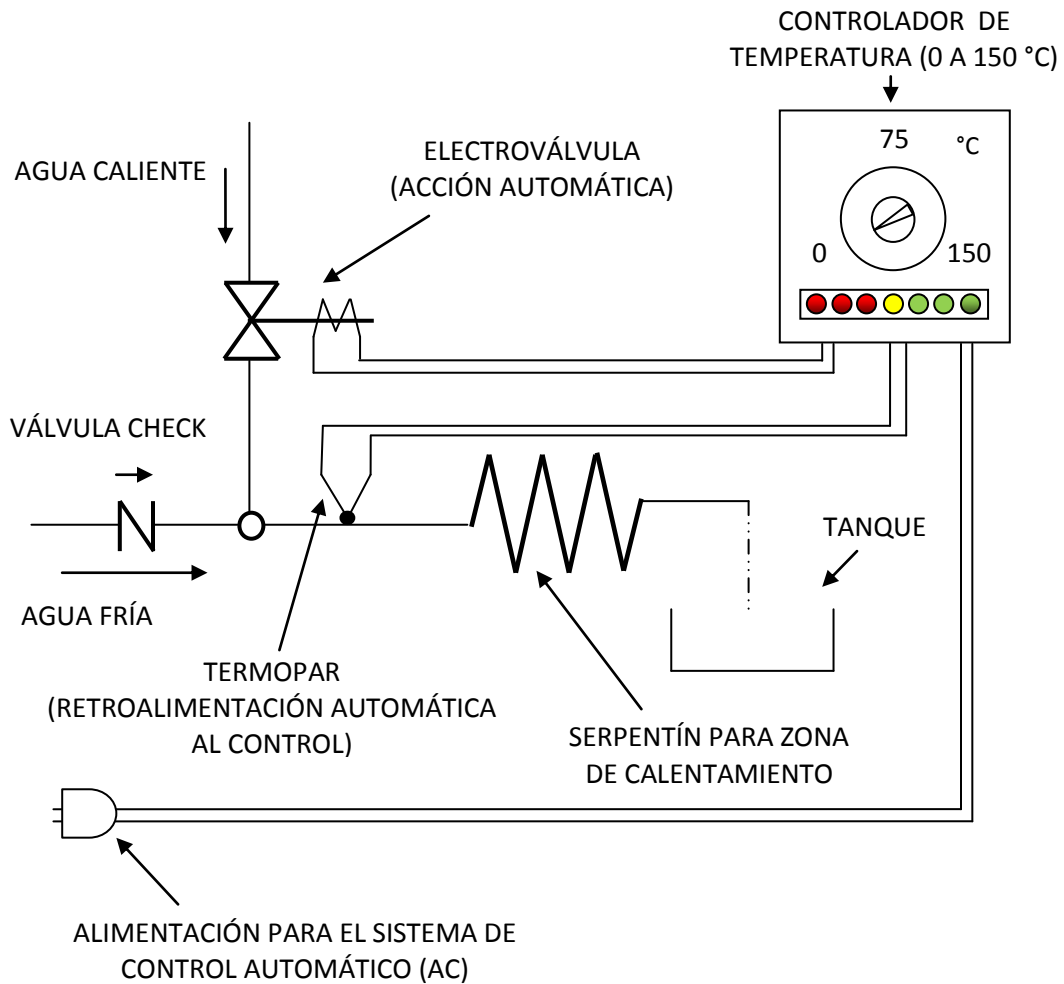 CONTROLADOR DE
TEMPERATURA (0 A 150 °C)
75
°C
0
150
ELECTROVÁLVULA
(ACCIÓN AUTOMÁTICA)
AGUA CALIENTE
VÁLVULA CHECK
AGUA FRÍA
TANQUE
TERMOPAR
(RETROALIMENTACIÓN AUTOMÁTICA
AL CONTROL)
SERPENTÍN PARA ZONA
DE CALENTAMIENTO
ALIMENTACIÓN PARA EL SISTEMA DE
CONTROL AUTOMÁTICO (AC)